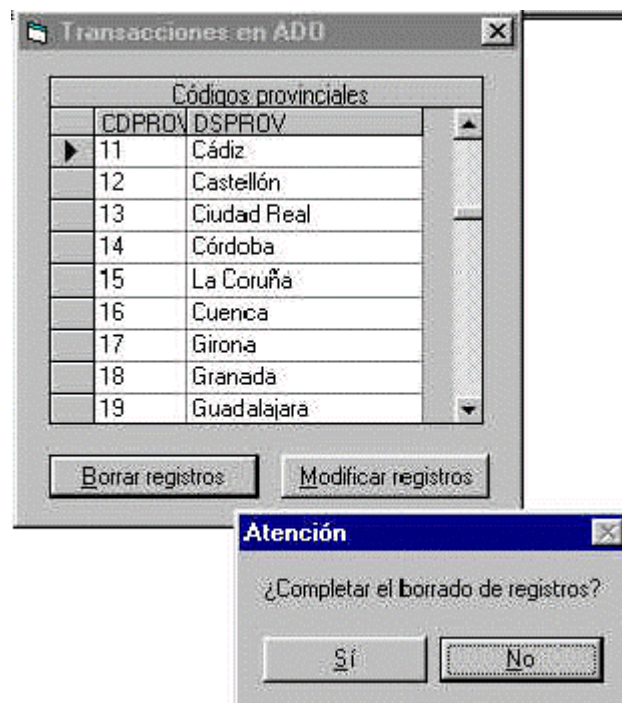 Transacciones en ADO
Códigos provinciales
CDPROV DSPROV
11 Cádiz
12 Castellón
13 Ciudad Real
14 Córdoba
15 La Coruña
16 Cuenca
17 Girona
18 Granada
19 Guadalajara
Borrar registros Modificar registros
Atención
¿Completar el borrado de registros?
Sí No